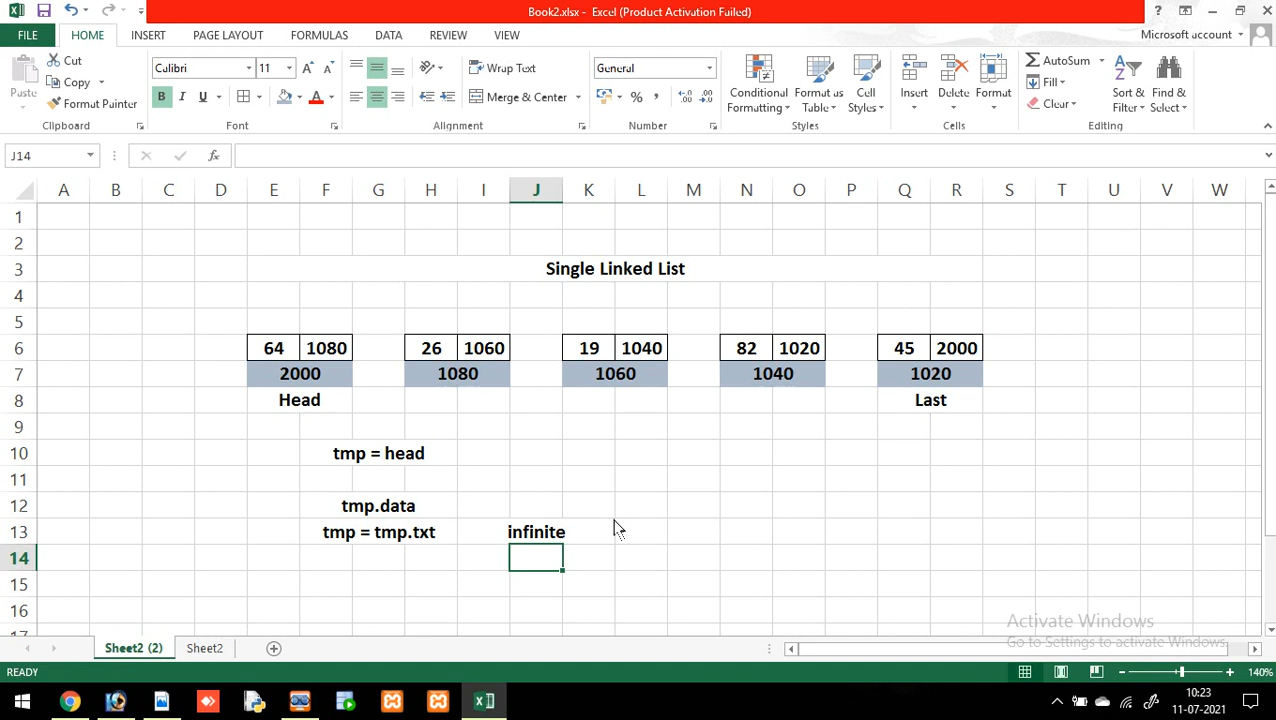 Book2.xlsx - Excel (Product Activation Failed)
?
FILE HOME INSERT PAGE LAYOUT FORMULAS DATA REVIEW VIEW
Microsoft account
Paste
Cut
Copy
Format Painter
Clipboard
Calibri 11
B I U
Font
Wrap Text
Merge & Center
Alignment
General
%
Number
Conditional Formatting
Format as Table
Cell Styles
Styles
Insert Delete Format
Cells
AutoSum
Fill
Clear
Sort & Filter
Find & Select
Editing
J14
fx
A B C D E F G H I J K L M N O P Q R S T U V W
1
2
3 Single Linked List
4
5
6 64 1080 26 1060 19 1040 82 1020 45 2000
7 2000 1080 1060 1040 1020
8 Head Last
9
10 tmp = head
11
12 tmp.data
13 tmp = tmp.txt infinite
14
15
16
17
Activate Windows
Go to Settings to activate Windows.
Sheet2 (2) Sheet2
READY
140%
10:23
11-07-2021